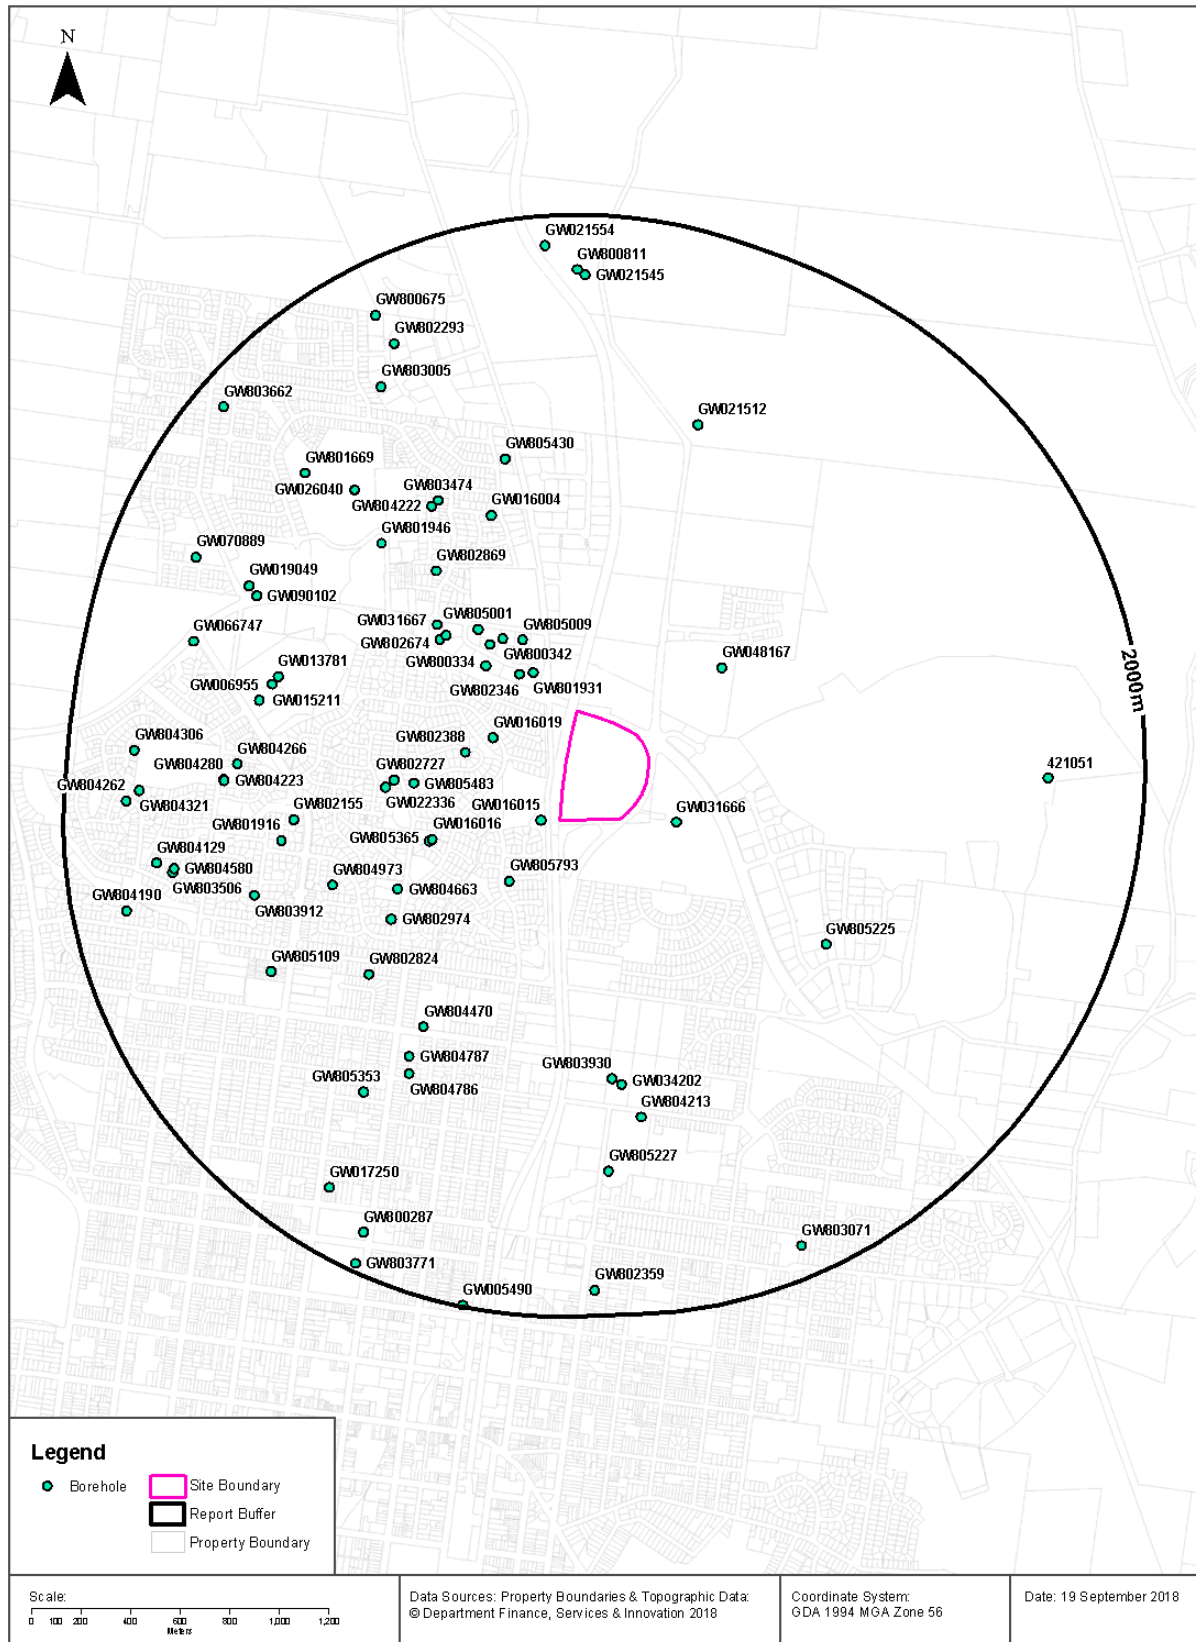 N
GW021554
GW800811
GW021545
GW800675
GW802293
GW803005
GW803662
GW021512
GW805430
GW801669
GW026040
GW803474
GW804222
GW016004
GW801946
GW070889
GW802869
GW019049
GW090102
GW031667
GW805001
GW805009
GW066747
GW802674
GW800342
GW800334
GW048167
2000m
GW013781
GW006955
GW802346
GW801931
GW015211
GW016019
GW804306
GW804266
GW802388
GW804280
GW802727
GW804223
GW805483
421051
GW804262
GW804321
GW802155
GW022336
GW016015
GW031666
GW801916
GW805365
GW016016
GW804129
GW804580
GW804973
GW805793
GW804190
GW803506
GW804663
GW803912
GW802974
GW805225
GW805109
GW802824
GW804470
GW804787
GW803930
GW034202
GW805353
GW804786
GW804213
GW805227
GW017250
GW800287
GW803071
GW803771
GW005490
GW802359
Legend
Borehole
Site Boundary
Report Buffer
Property Boundary
Scale:
0 100 200 400 600 800 1,000 1,200
Meters
Data Sources: Property Boundaries & Topographic Data:
© Department Finance, Services & Innovation 2018
Coordinate System:
GDA 1994 MGA Zone 56
Date: 19 September 2018